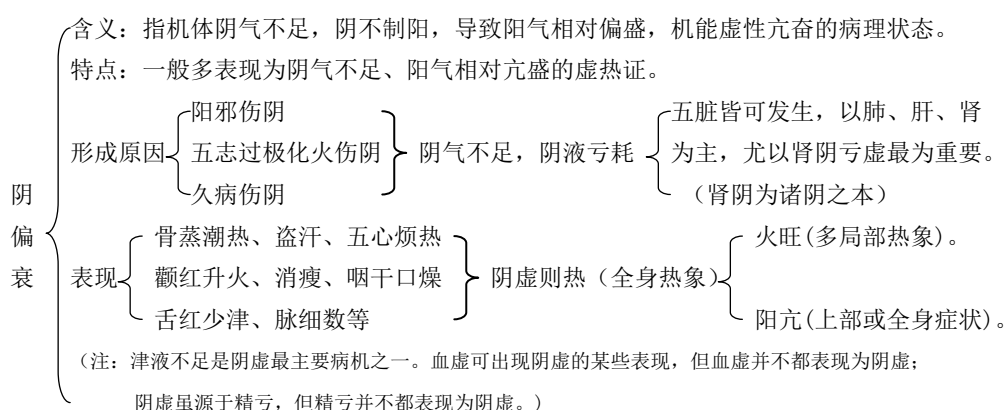 含义：指机体阴气不足，阴不制阳，导致阳气相对偏盛，机能虚性亢奋的病理状态。
特点：一般多表现为阴气不足、阳气相对亢盛的虚热证。
阳邪伤阴
五脏皆可发生，以肺、肝、肾
形成原因 五志过极化火伤阴 阴气不足，阴液亏耗 为主，尤以肾阴亏虚最为重要。
久病伤阴 （肾阴为诸阴之本）
阴偏衰
骨蒸潮热、盗汗、五心烦热 火旺(多局部热象)。
表现 颧红升火、消瘦、咽干口燥 阴虚则热（全身热象）
舌红少津、脉细数等 阳亢(上部或全身症状)。
（注：津液不足是阴虚最主要病机之一。血虚可出现阴虚的某些表现，但血虚并不都表现为阴虚；
阴虚虽源于精亏，但精亏并不都表现为阴虚。)